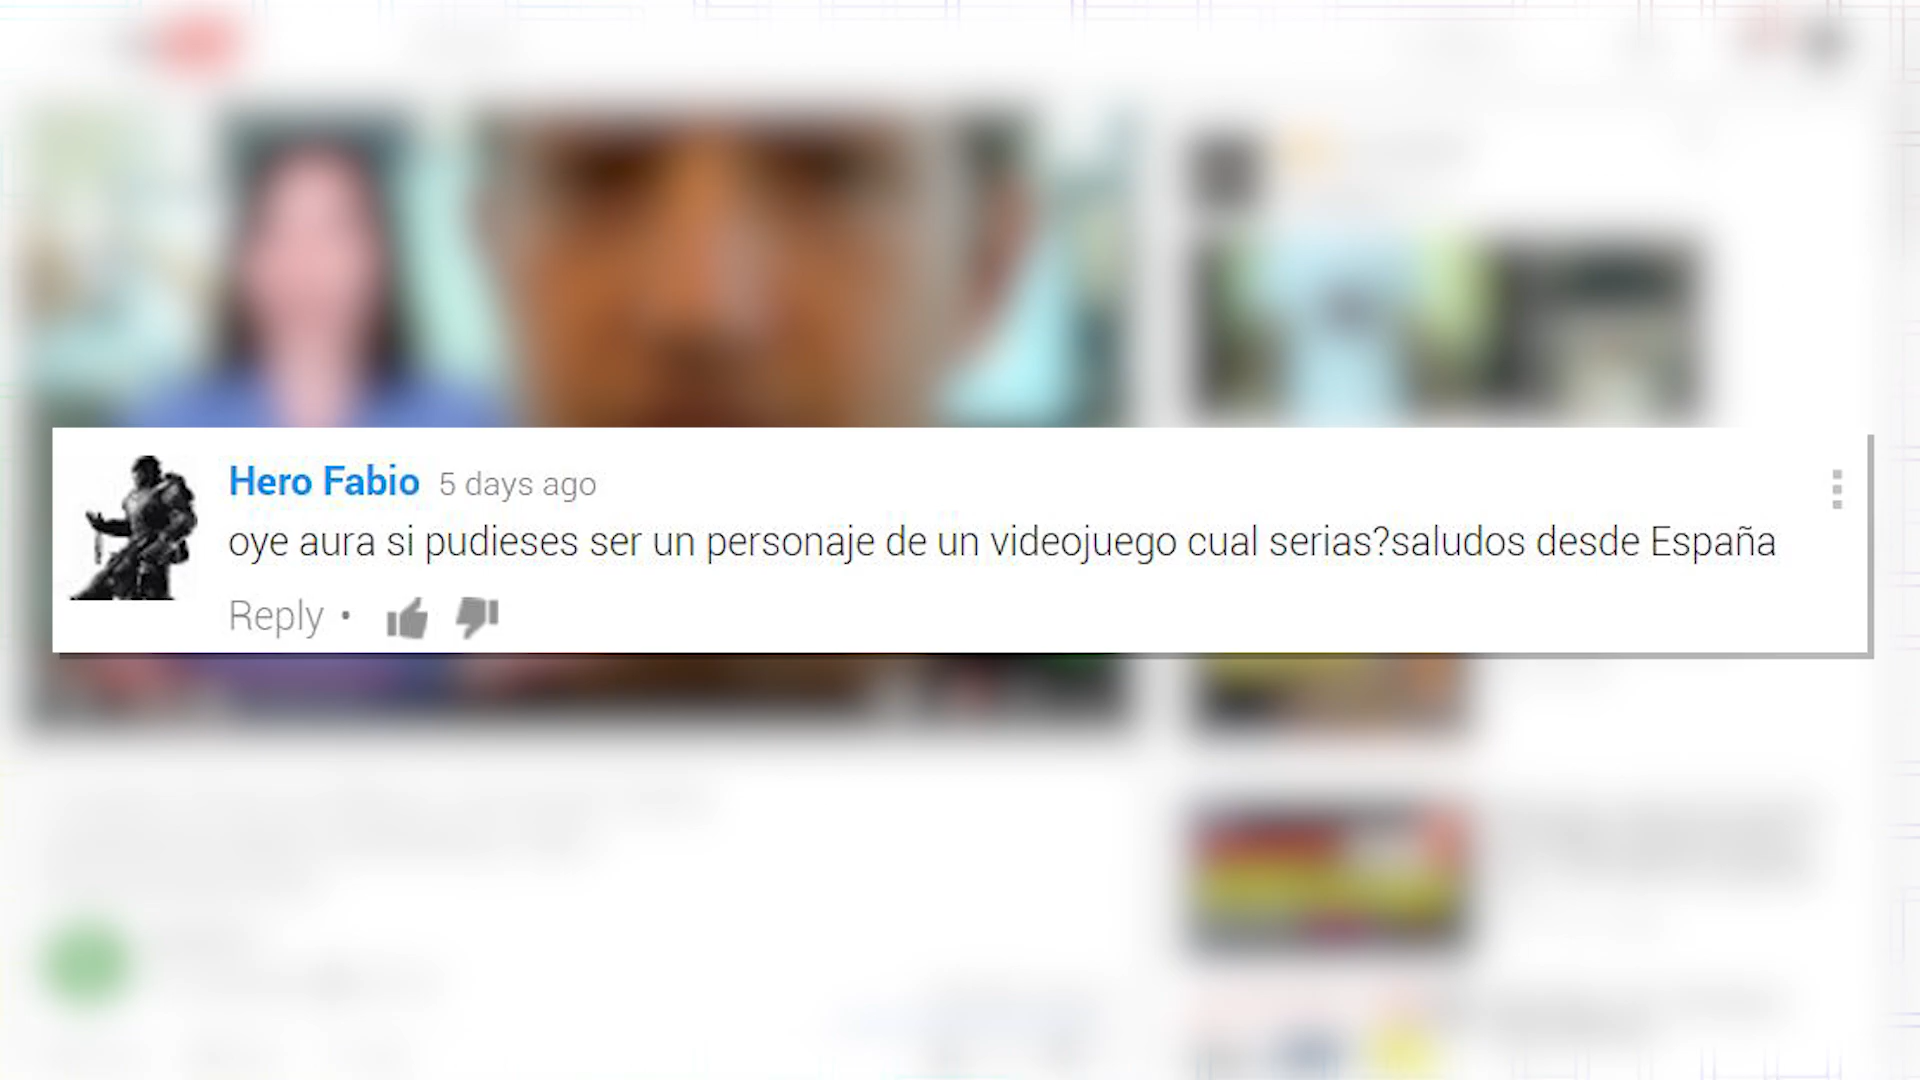 Hero Fabio 5 days ago
oye aura si pudieses ser un personaje de un videojuego cual serias?saludos desde España
Reply •